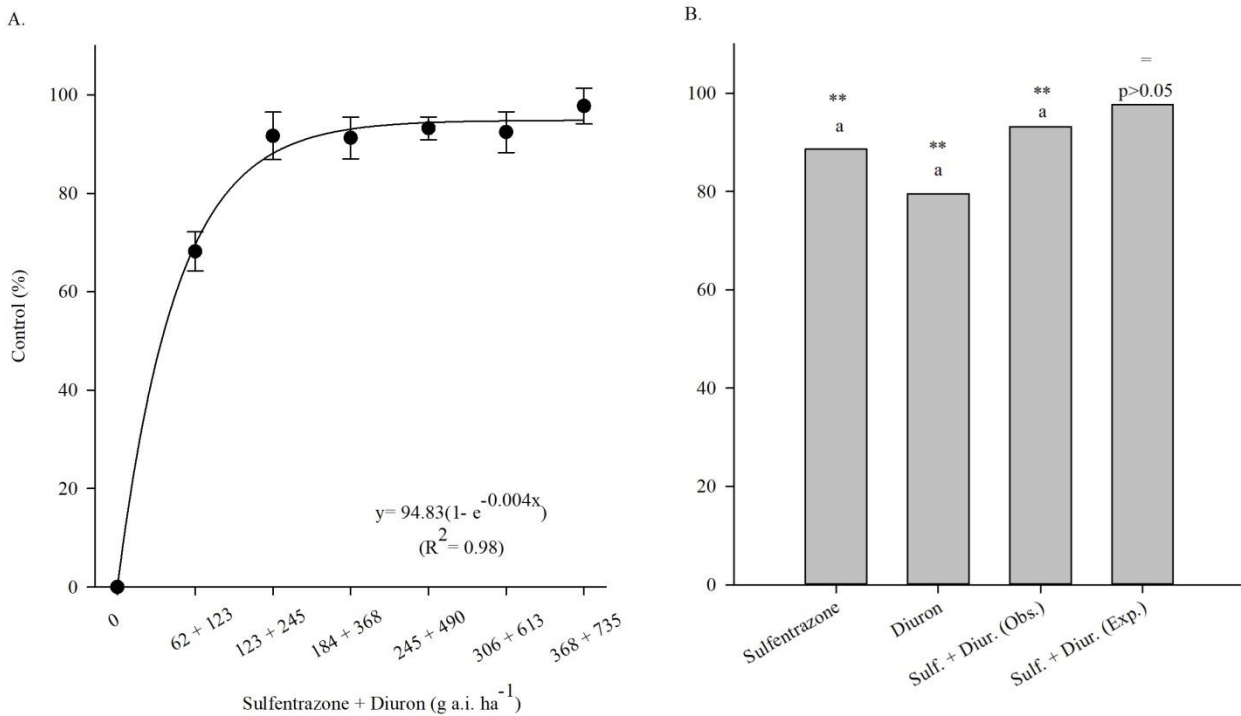 A.
100
80
60
40
20
0
Control (%)
y= 94.83(1- e^-0.004x)
(R^2= 0.98)
0
62 + 123
123 + 245
184 + 368
245 + 490
306 + 613
368 + 735
Sulfentrazone + Diuron (g a.i. ha^-1)
B.
100
80
60
40
20
0
**
a
**
a
**
a
=
p>0.05
Sulfentrazone
Diuron
Sulf. + Diur. (Obs.)
Sulf. + Diur. (Exp.)